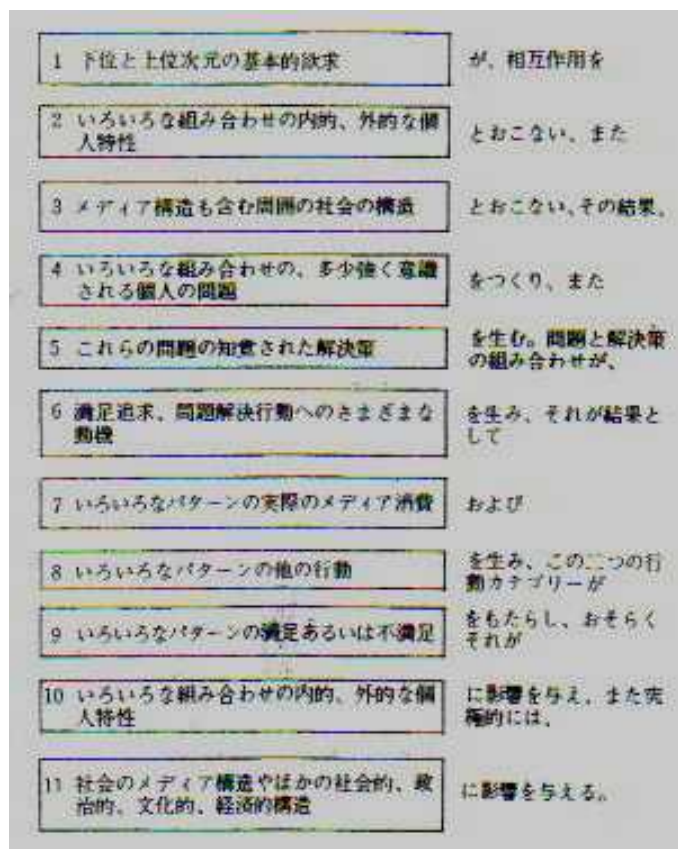 1 下位と上位次元の基本的欲求
が、相互作用を
2 いろいろな組み合わせの内的、外的な個
人特性
とおこない、また
3 メディア構造も含む周囲の社会の構造
とおこない、その結果、
4 いろいろな組み合わせの、多少強く意識
される個人の問題
をつくり、また
5 これらの問題の知覚された解決策
を生む。問題と解決策
の組み合わせが、
6 満足追求、問題解決行動へのさまざまな
動機
を生み、それが結果と
して
7 いろいろなパターンの実際のメディア消費
および
8 いろいろなパターンの他の行動
を生み、この二つの行
動カテゴリーが
9 いろいろなパターンの満足あるいは不満足
をもたらし、おそらく
それが
10 いろいろな組み合わせの内的、外的な個
人特性
に影響を与え、また究
極的には、
11 社会のメディア構造やほかの社会的、政
治的、文化的、経済的構造
に影響を与える。